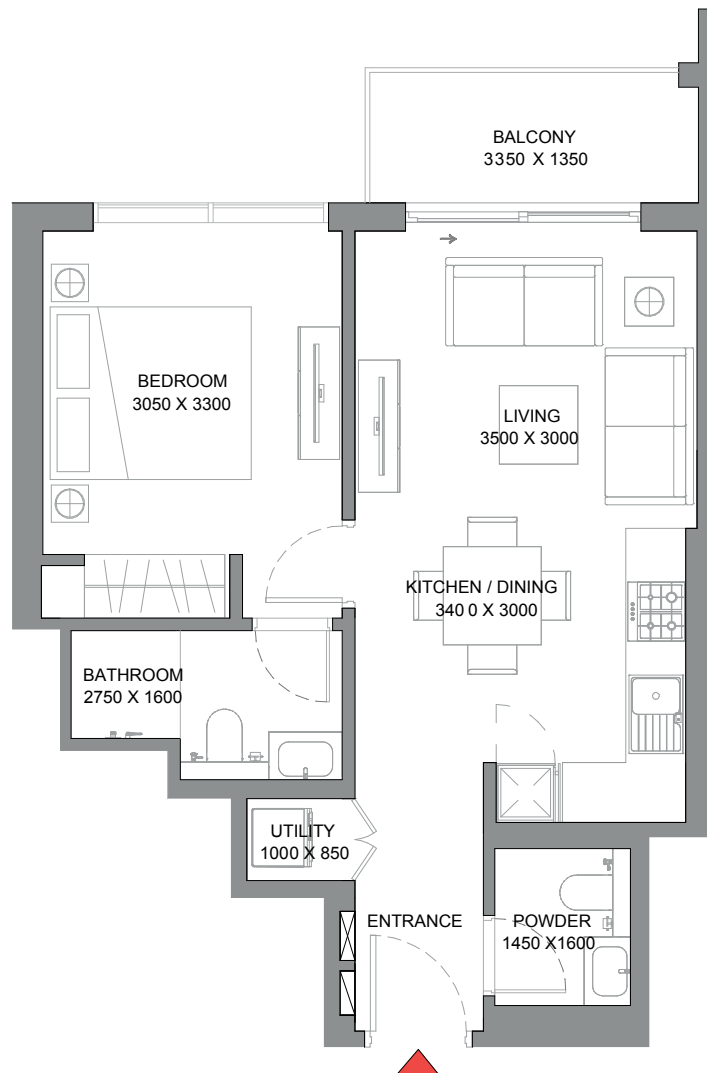 BALCONY
3350 X 1350
BEDROOM
3050 X 3300
LIVING
3500 X 3000
KITCHEN / DINING
340 0 X 3000
BATHROOM
2750 X 1600
UTILITY
1000 X 850
ENTRANCE
POWDER
1450 X1600